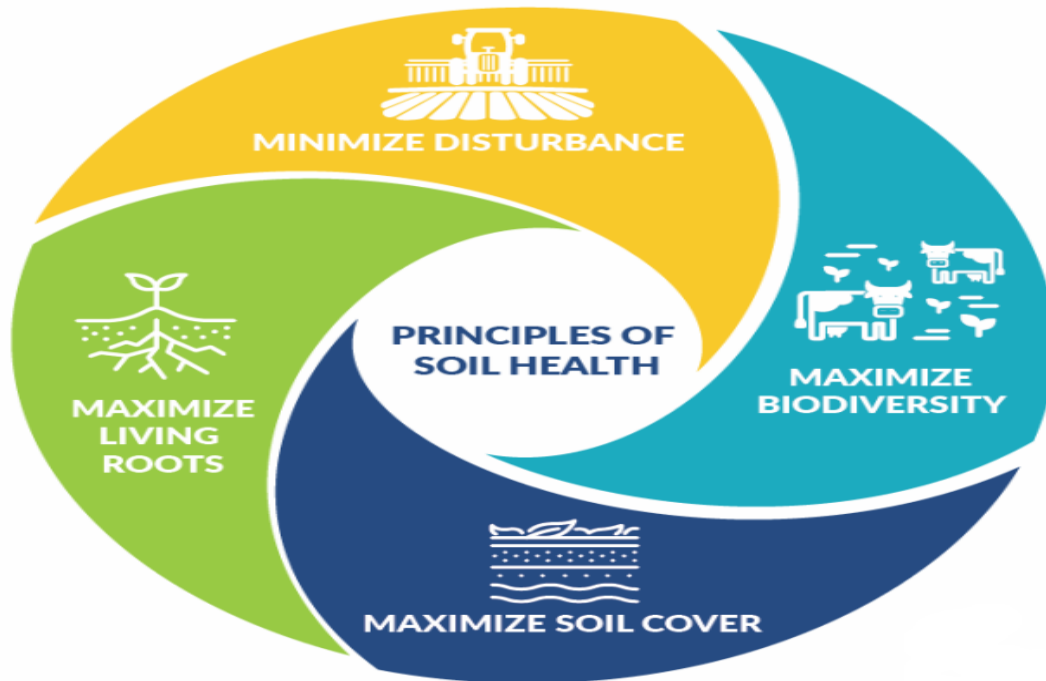 MINIMIZE DISTURBANCE
PRINCIPLES OF
SOIL HEALTH
MAXIMIZE
BIODIVERSITY
MAXIMIZE
LIVING
ROOTS
MAXIMIZE SOIL COVER